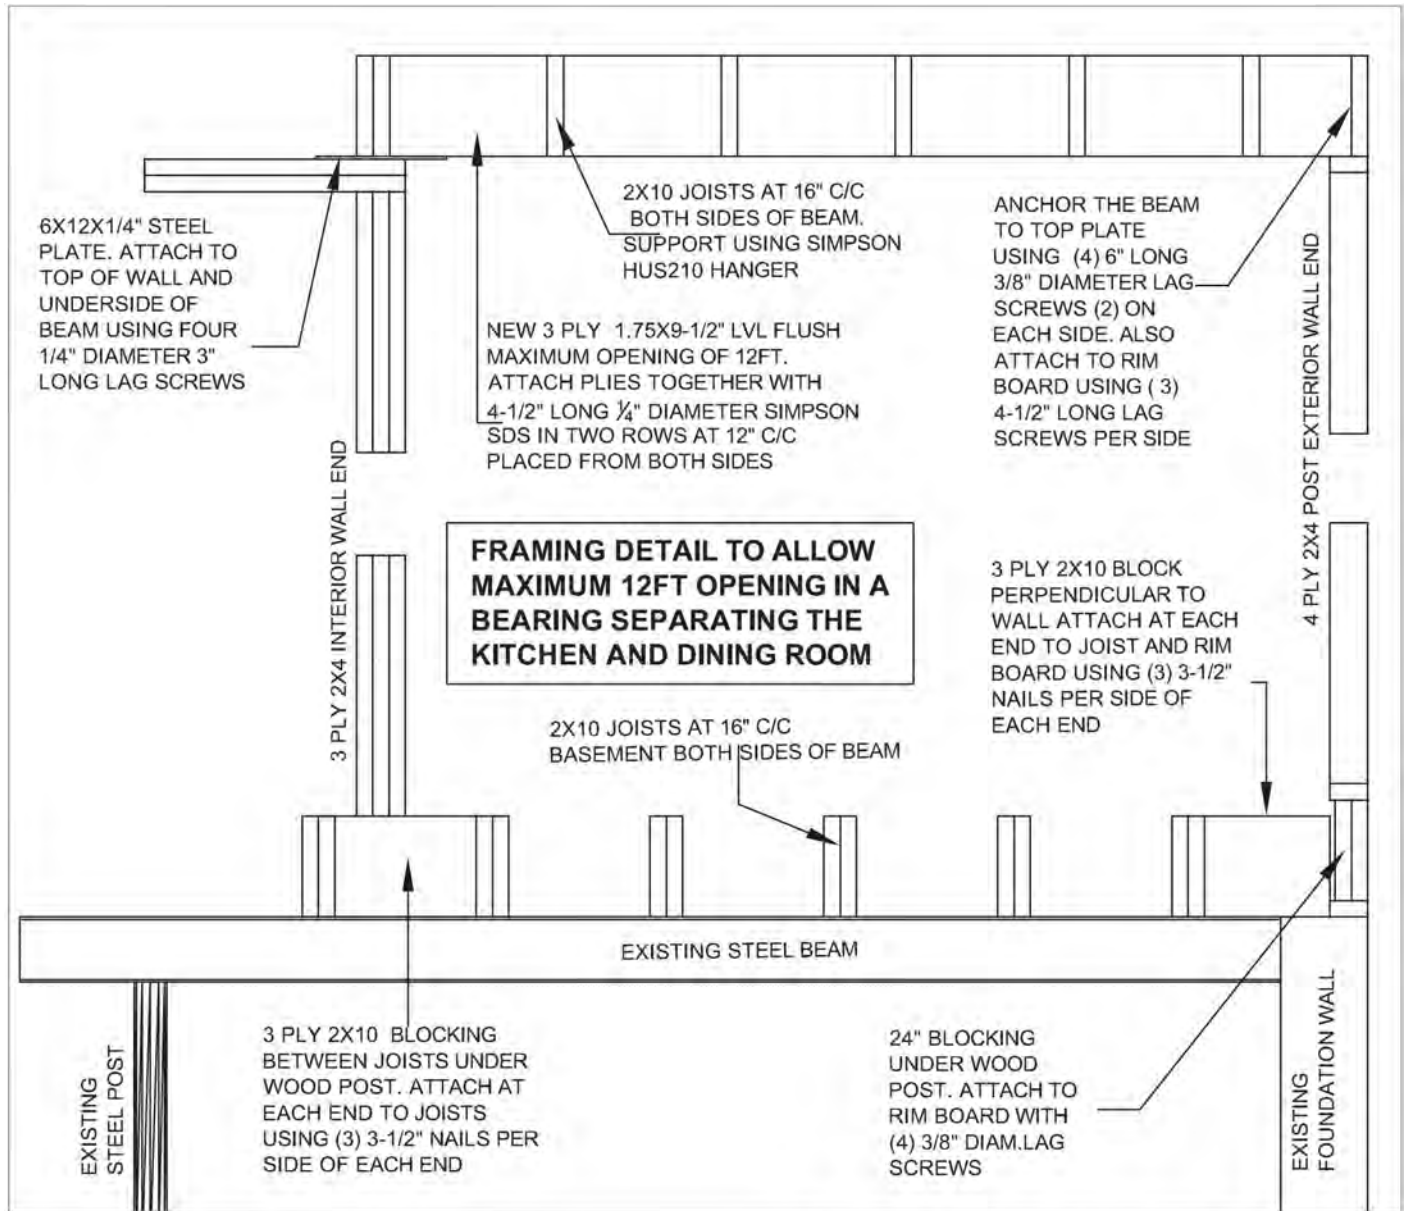 6X12X1/4" STEEL
PLATE. ATTACH TO
TOP OF WALL AND
UNDERSIDE OF
BEAM USING FOUR
1/4" DIAMETER 3"
LONG LAG SCREWS
2X10 JOISTS AT 16" C/C
BOTH SIDES OF BEAM.
SUPPORT USING SIMPSON
HUS210 HANGER
NEW 3 PLY 1.75X9-1/2" LVL FLUSH
MAXIMUM OPENING OF 12FT.
ATTACH PLIES TOGETHER WITH
4-1/2" LONG ¼" DIAMETER SIMPSON
SDS IN TWO ROWS AT 12" C/C
PLACED FROM BOTH SIDES
ANCHOR THE BEAM
TO TOP PLATE
USING (4) 6" LONG
3/8" DIAMETER LAG
SCREWS (2) ON
EACH SIDE. ALSO
ATTACH TO RIM
BOARD USING ( 3)
4-1/2" LONG LAG
SCREWS PER SIDE
3 PLY 2X4 INTERIOR WALL END
4 PLY 2X4 POST EXTERIOR WALL END
FRAMING DETAIL TO ALLOW
MAXIMUM 12FT OPENING IN A
BEARING SEPARATING THE
KITCHEN AND DINING ROOM
3 PLY 2X10 BLOCK
PERPENDICULAR TO
WALL ATTACH AT EACH
END TO JOIST AND RIM
BOARD USING (3) 3-1/2"
NAILS PER SIDE OF
EACH END
2X10 JOISTS AT 16" C/C
BASEMENT BOTH SIDES OF BEAM
EXISTING STEEL BEAM
EXISTING
STEEL POST
3 PLY 2X10 BLOCKING
BETWEEN JOISTS UNDER
WOOD POST. ATTACH AT
EACH END TO JOISTS
USING (3) 3-1/2" NAILS PER
SIDE OF EACH END
24" BLOCKING
UNDER WOOD
POST. ATTACH TO
RIM BOARD WITH
(4) 3/8" DIAM.LAG
SCREWS
EXISTING
FOUNDATION WALL